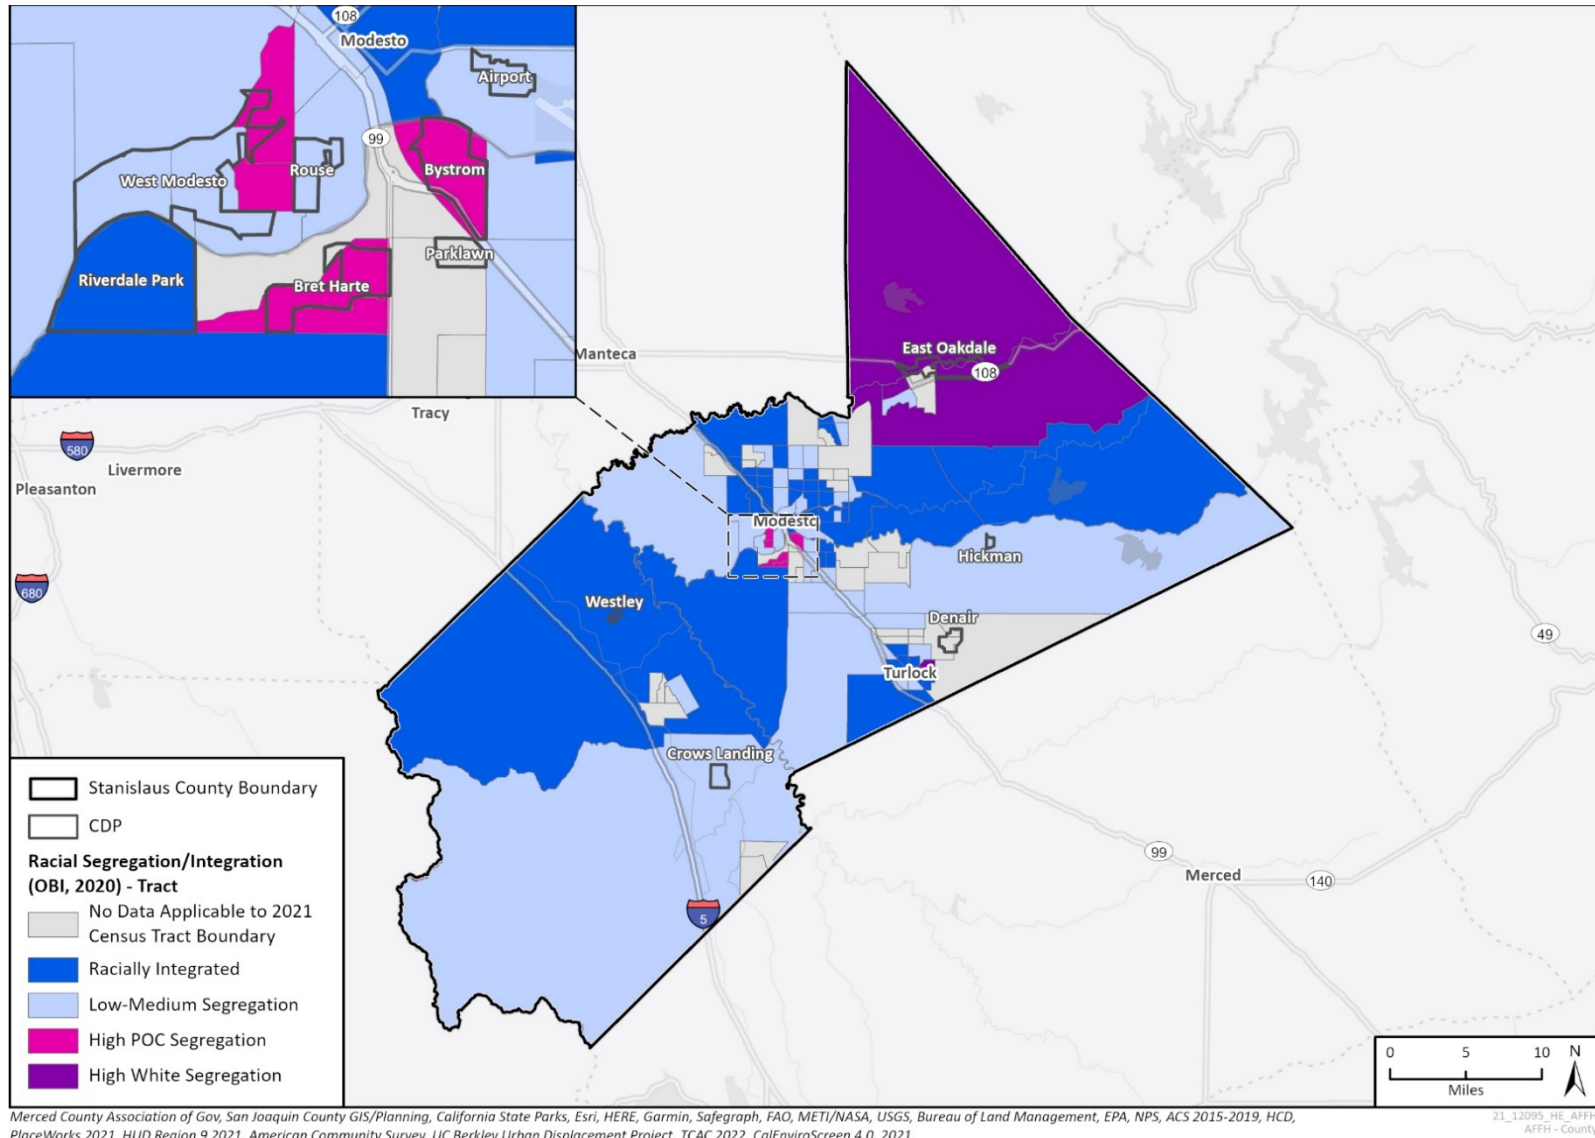 108
Modesto
Airport
99
Bystrom
Rouse
West Modesto
Parklawn
Riverdale Park
Bret Harte
Manteca
East Oakdale
108
Tracy
580
Livermore
Pleasanton
Modesto
Hickman
680
Westley
Denair
49
Turlock
Crows Landing
Stanislaus County Boundary
CDP
Racial Segregation/Integration
(OBI, 2020) - Tract
No Data Applicable to 2021
Census Tract Boundary
Racially Integrated
Low-Medium Segregation
High POC Segregation
High White Segregation
99
Merced
140
5
0 5 10
Miles
N
Merced County Association of Gov, San Joaquin County GIS/Planning, California State Parks, Esri, HERE, Garmin, Safegraph, FAO, METI/NASA, USGS, Bureau of Land Management, EPA, NPS, ACS 2015-2019, HCD,
PlaceWorks 2021, HUD Region 9 2021, American Community Survey, UC Berkley Urban Displacement Project, TCAC 2022, CalEnviroScreen 4.0, 2021
21_12095_HE_AFFH
AFFH - County